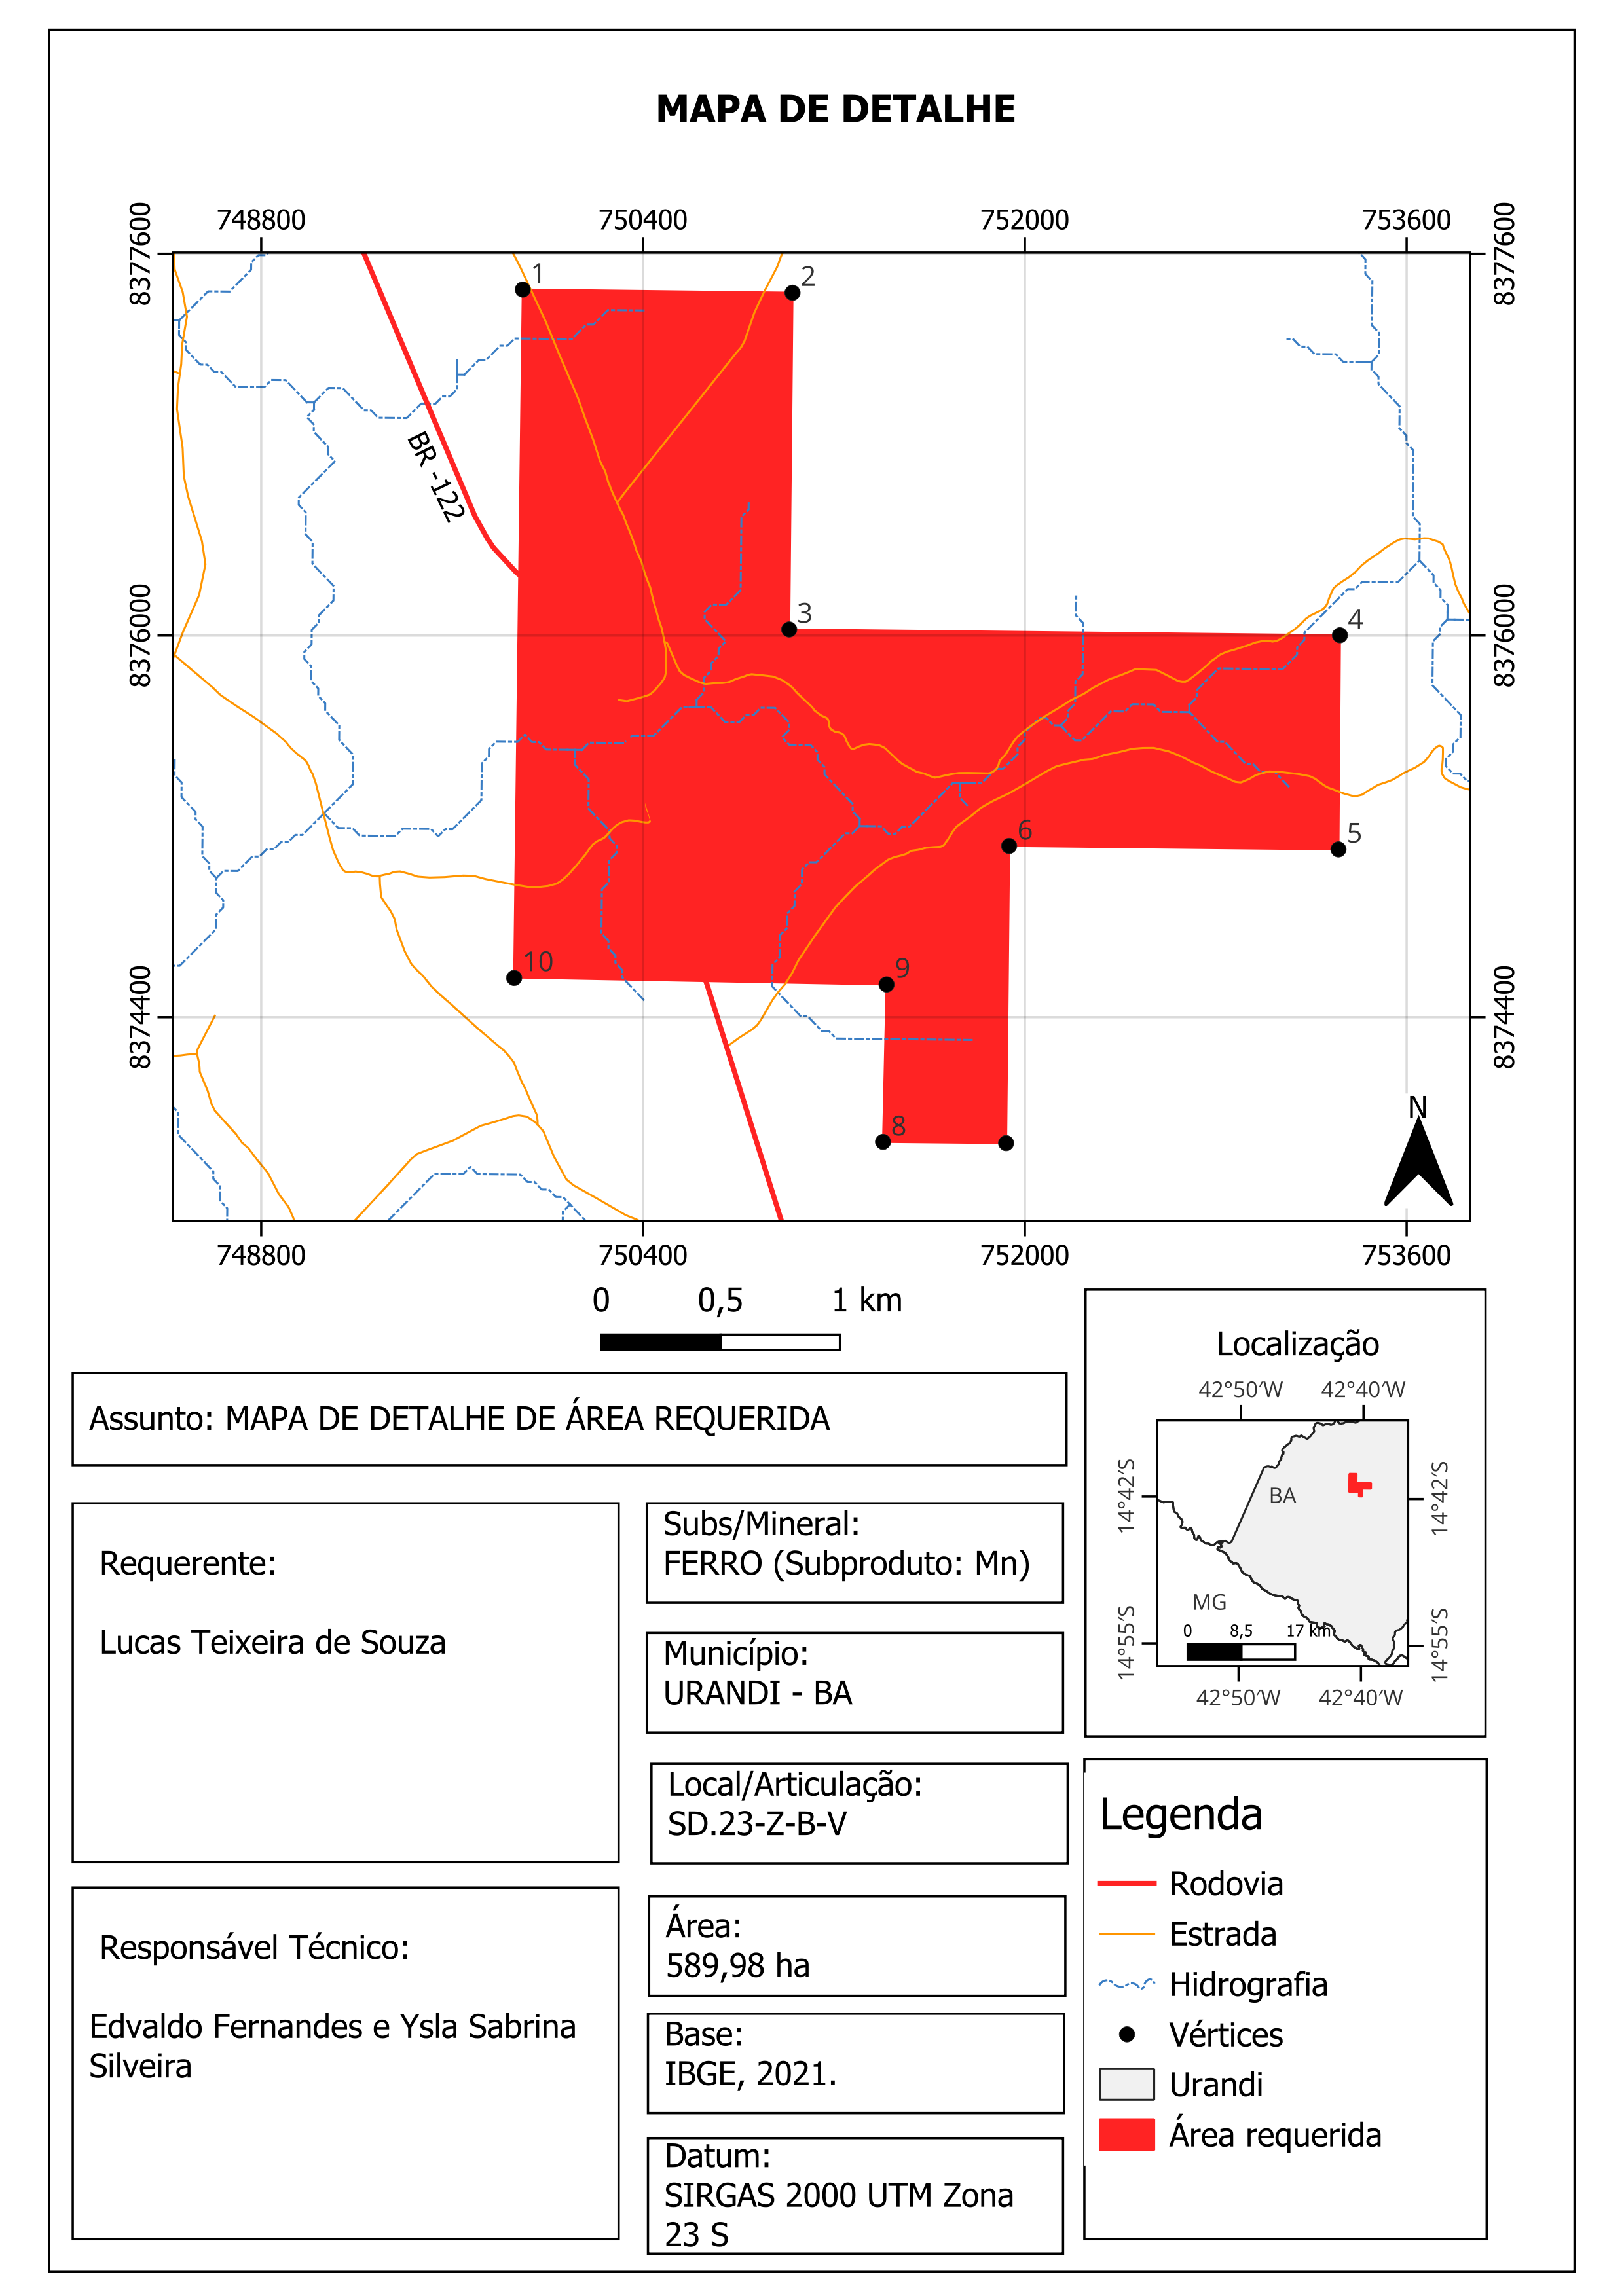 MAPA DE DETALHE
748800 750400 752000 753600
8377600 8377600
1
2
BR -122
8376000 8376000
3
4
6
5
10
9
8374400 8374400
8
N
748800 750400 752000 753600
0 0,5 1 km
Assunto: MAPA DE DETALHE DE ÁREA REQUERIDA
Requerente:
Lucas Teixeira de Souza
Responsável Técnico:
Edvaldo Fernandes e Ysla Sabrina
Silveira
Subs/Mineral:
FERRO (Subproduto: Mn)
Município:
URANDI - BA
Local/Articulação:
SD.23-Z-B-V
Área:
589,98 ha
Base:
IBGE, 2021.
Datum:
SIRGAS 2000 UTM Zona
23 S
Localização
42°50′W 42°40′W
14°42′S 14°42′S
BA
MG
0 8,5 17 km
14°55′S 14°55′S
42°50′W 42°40′W
Legenda
Rodovia
Estrada
Hidrografia
Vértices
Urandi
Área requerida